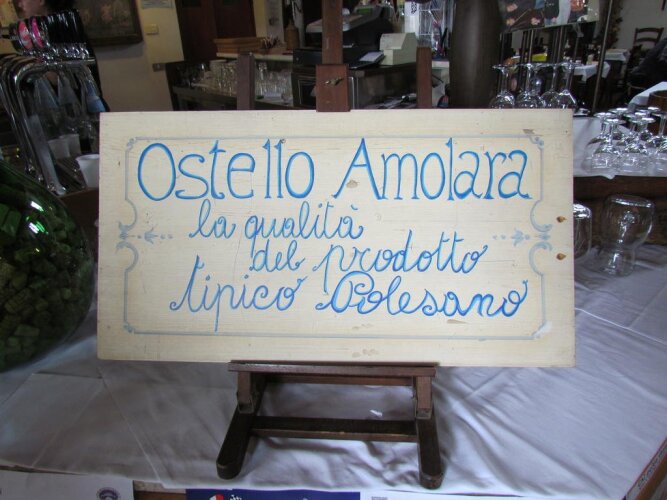 Ostello Amolara
la qualità
del prodotto
tipico Polesano